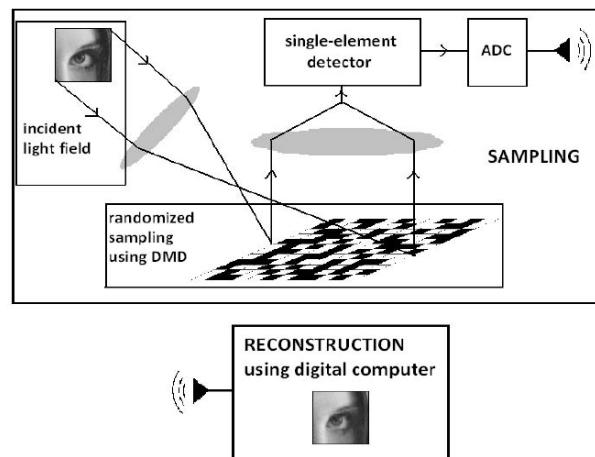 incident
light field
single-element
detector
ADC
SAMPLING
randomized
sampling
using DMD
RECONSTRUCTION
using digital computer